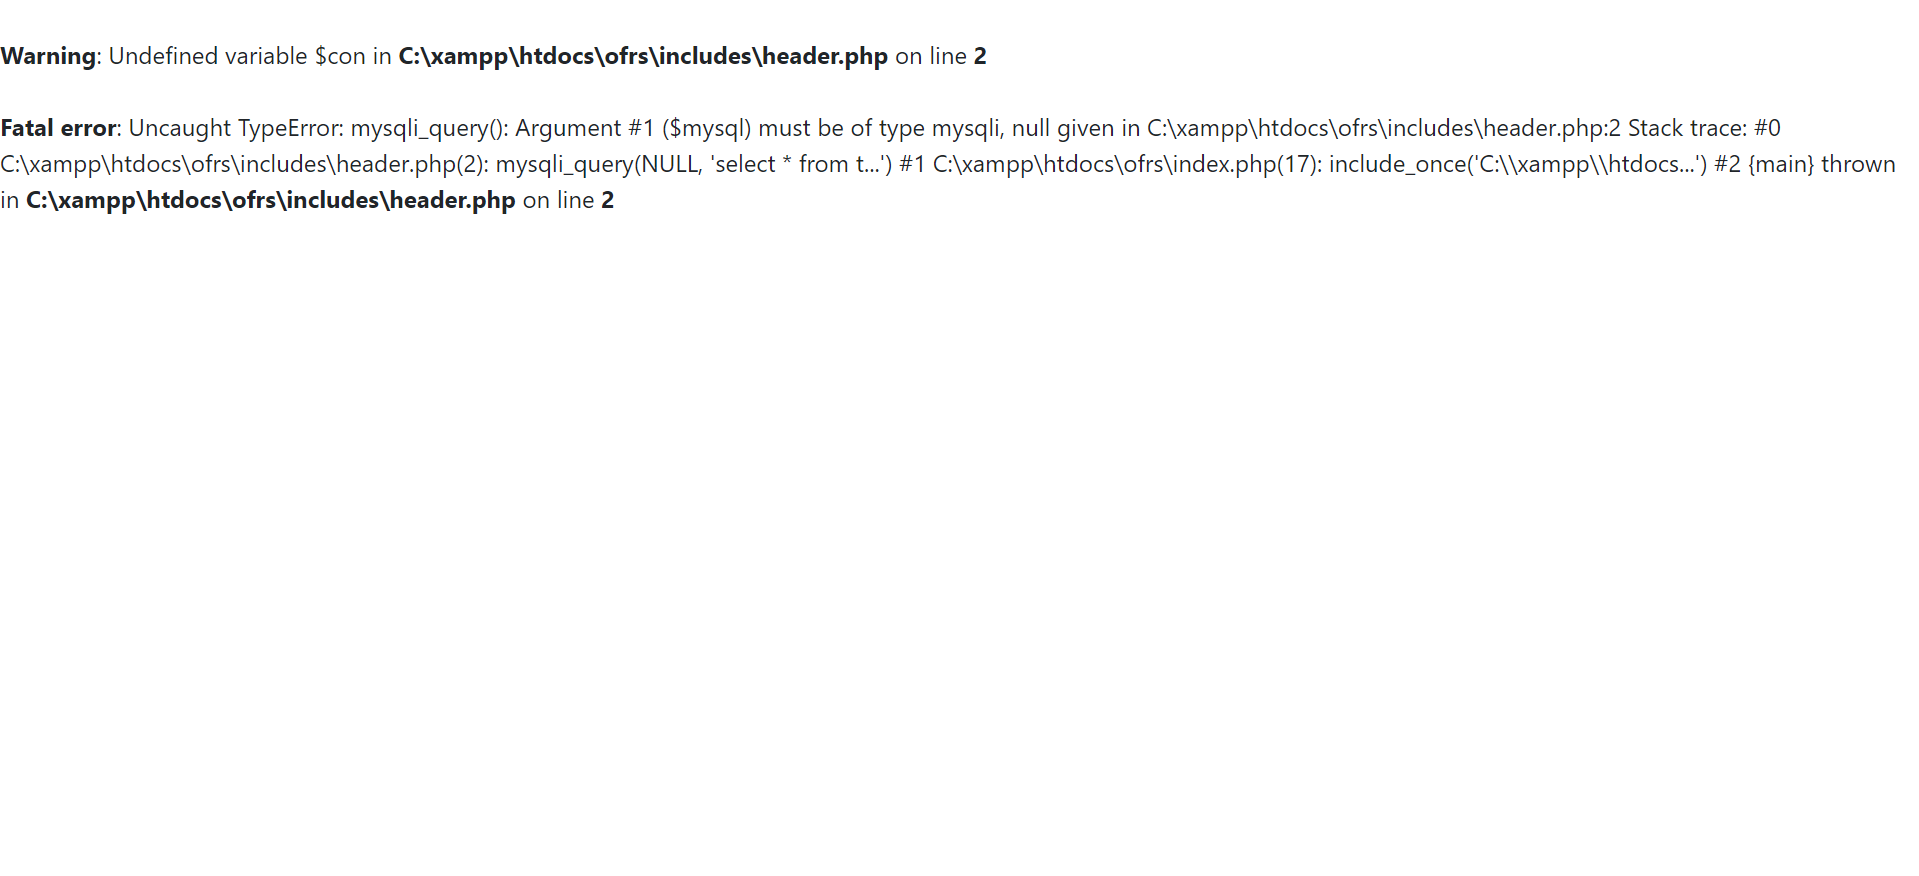 Warning: Undefined variable $con in C:\xampp\htdocs\ofrs\includes\header.php on line 2
Fatal error: Uncaught TypeError: mysqli_query(): Argument #1 ($mysql) must be of type mysqli, null given in C:\xampp\htdocs\ofrs\includes\header.php:2 Stack trace: #0
C:\xampp\htdocs\ofrs\includes\header.php(2): mysqli_query(NULL, 'select * from t...') #1 C:\xampp\htdocs\ofrs\index.php(17): include_once('C:\\xampp\\htdocs...') #2 {main} thrown
in C:\xampp\htdocs\ofrs\includes\header.php on line 2